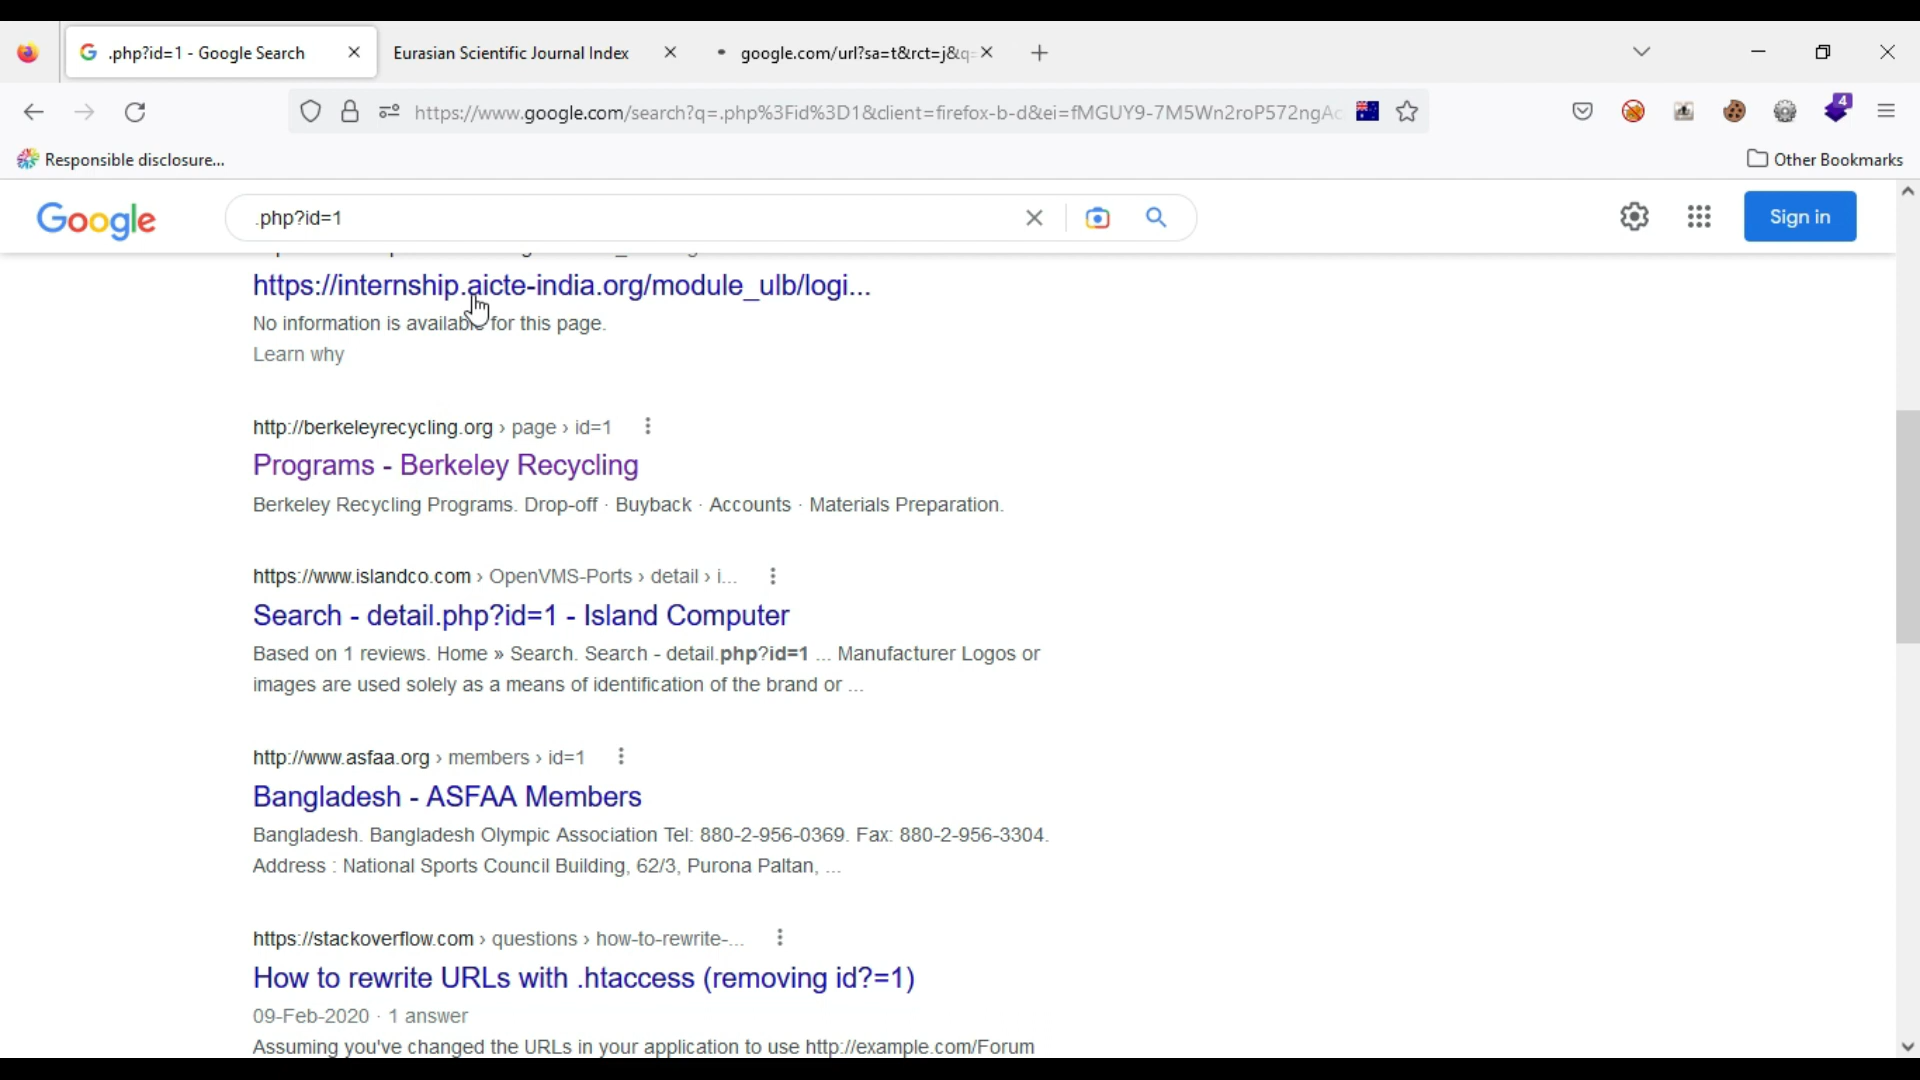 .php?id=1 - Google Search
Eurasian Scientific Journal Index
google.com/url?sa=t&rct=j&q=
https://www.google.com/search?q=.php%3Fid%3D1&client=firefox-b-d&ei=fMGUY9-7M5Wn2roP572ngAc
4
Responsible disclosure...
Other Bookmarks
Google
.php?id=1
Sign in
https://internship.aicte-india.org/module_ulb/logi...
No information is available for this page.
Learn why
http://berkeleyrecycling.org › page › id=1
Programs - Berkeley Recycling
Berkeley Recycling Programs. Drop-off · Buyback · Accounts · Materials Preparation.
https://www.islandco.com › OpenVMS-Ports › detail › i...
Search - detail.php?id=1 - Island Computer
Based on 1 reviews. Home » Search. Search - detail.php?id=1 ... Manufacturer Logos or
images are used solely as a means of identification of the brand or ...
http://www.asfaa.org › members › id=1
Bangladesh - ASFAA Members
Bangladesh. Bangladesh Olympic Association Tel: 880-2-956-0369. Fax: 880-2-956-3304.
Address : National Sports Council Building, 62/3, Purona Paltan, ...
https://stackoverflow.com › questions › how-to-rewrite-...
How to rewrite URLs with .htaccess (removing id?=1)
09-Feb-2020 · 1 answer
Assuming you've changed the URLs in your application to use http://example.com/Forum